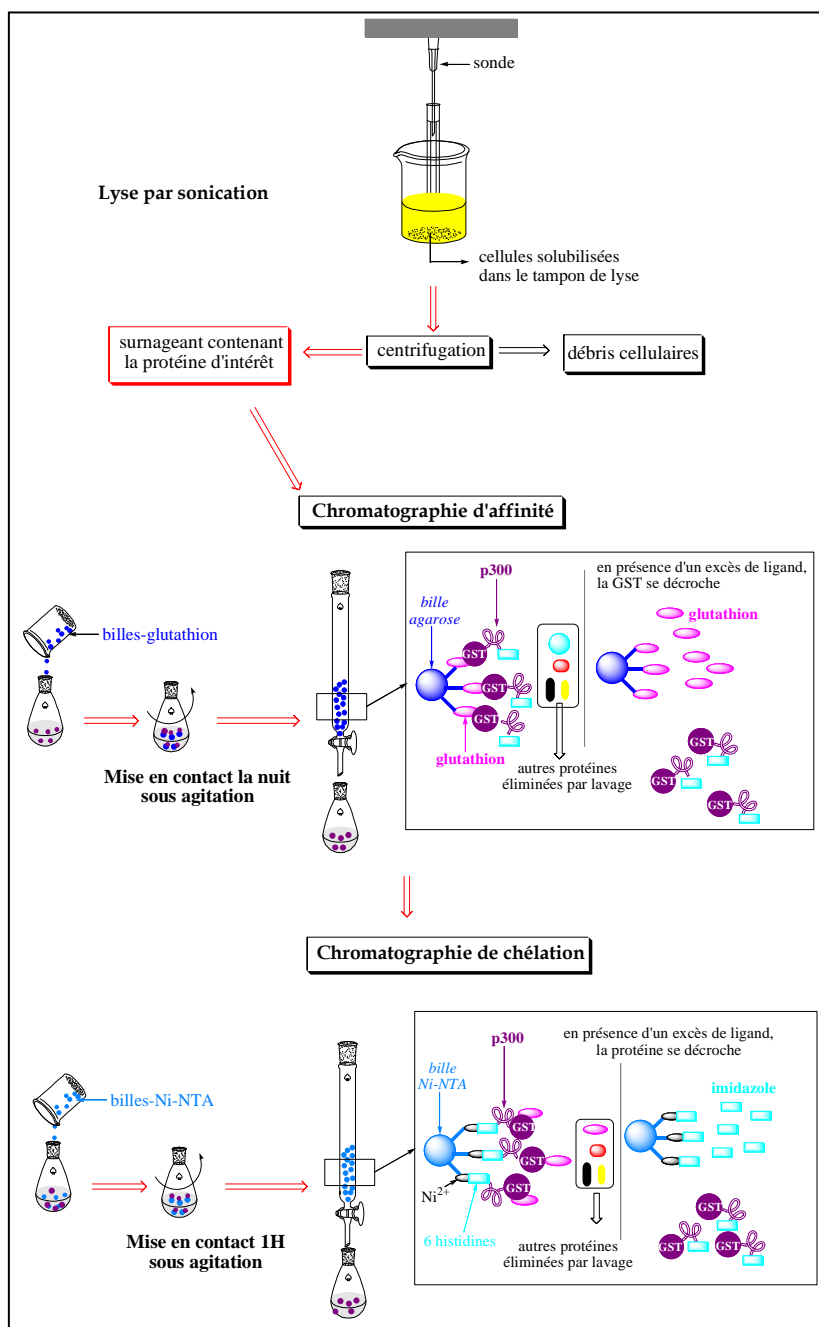 sonde
Lyse par sonication
cellules solubilisées
dans le tampon de lyse
surnageant contenant
la protéine d'intérêt
centrifugation
débris cellulaires
Chromatographie d'affinité
billes-glutathion
Mise en contact la nuit
sous agitation
p300
bille
agarose
GST
GST
GST
glutathion
autres protéines
éliminées par lavage
en présence d'un excès de ligand,
la GST se décroche
glutathion
GST
GST
GST
Chromatographie de chélation
billes-Ni-NTA
Mise en contact 1H
sous agitation
p300
bille
Ni-NTA
GST
GST
GST
Ni2+
6 histidines
autres protéines
éliminées par lavage
en présence d'un excès de ligand,
la protéine se décroche
imidazole
GST
GST
GST